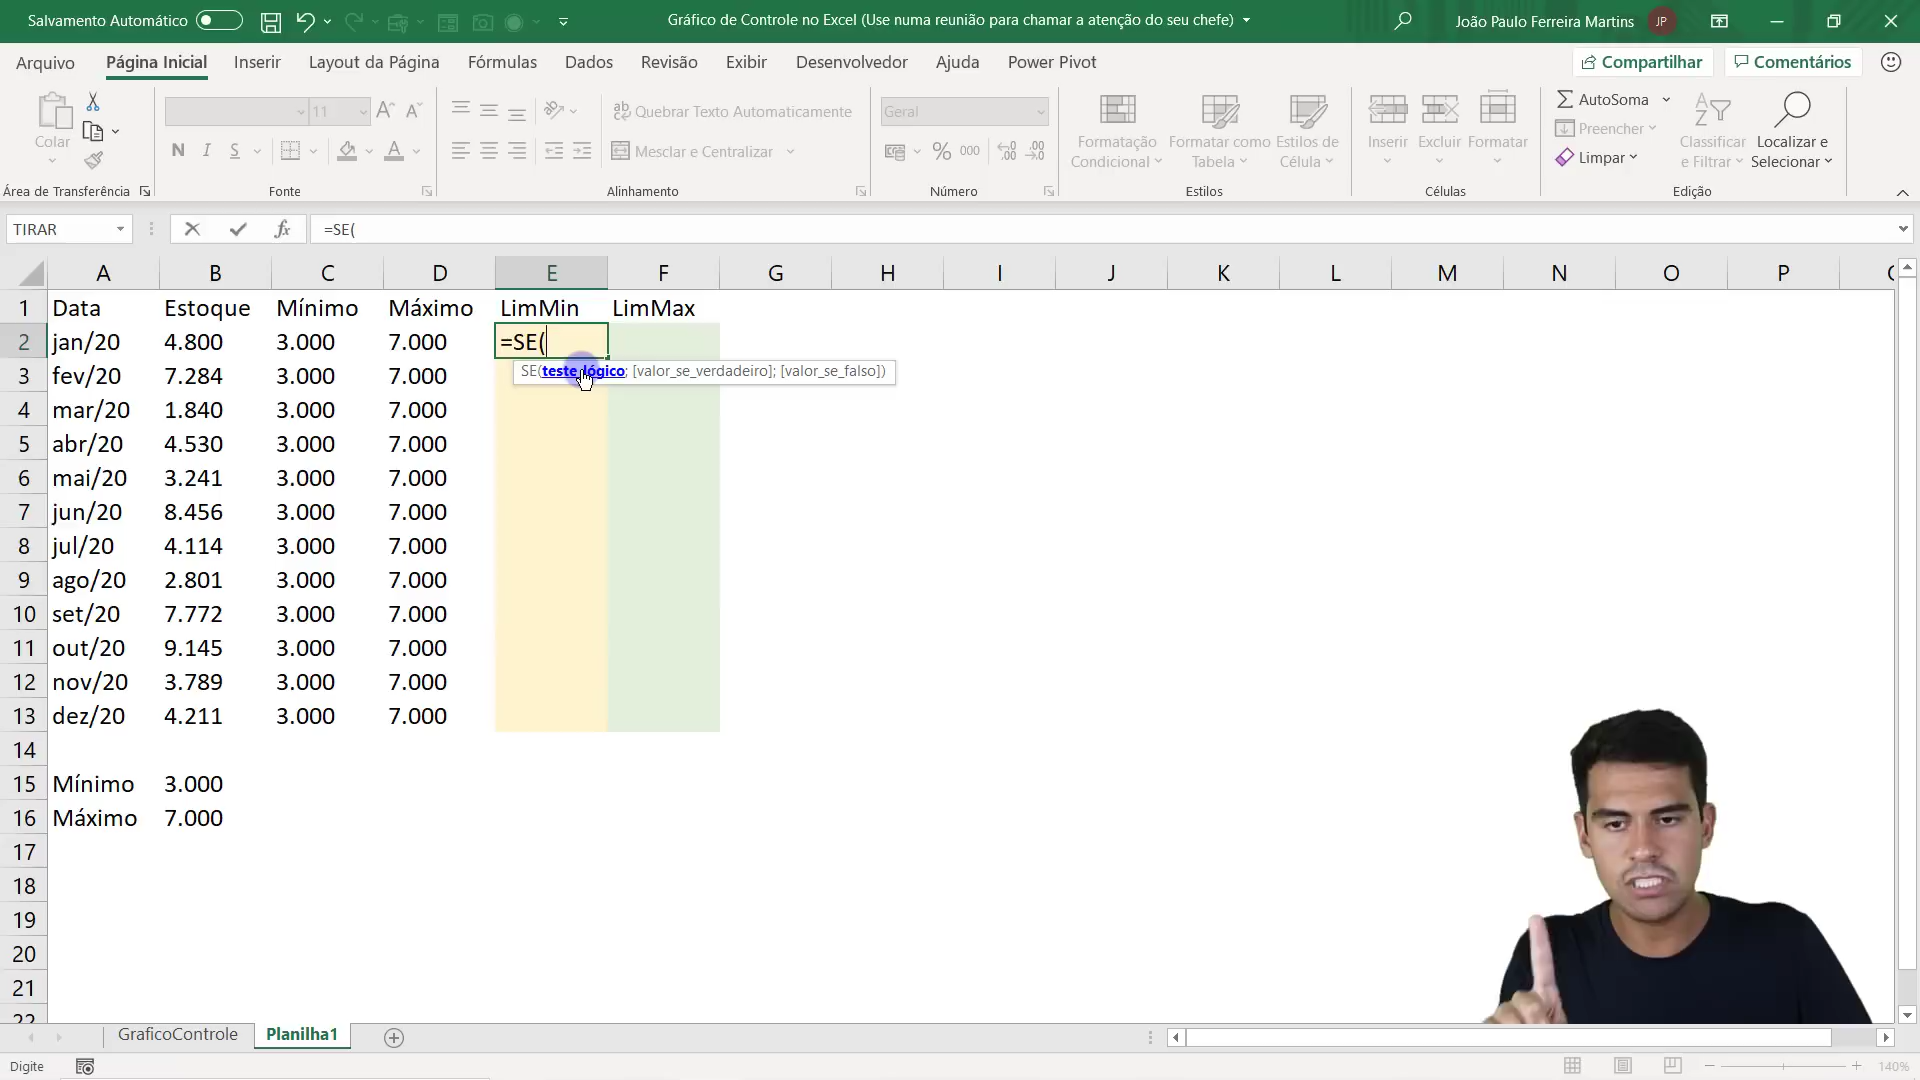 Salvamento Automático
Gráfico de Controle no Excel (Use numa reunião para chamar a atenção do seu chefe)
João Paulo Ferreira Martins
JP
Arquivo
Página Inicial
Inserir
Layout da Página
Fórmulas
Dados
Revisão
Exibir
Desenvolvedor
Ajuda
Power Pivot
Compartilhar
Comentários
Colar
Área de Transferência
11
N I S
Fonte
Quebrar Texto Automaticamente
Mesclar e Centralizar
Alinhamento
Geral
% 000
Número
Formatação Condicional
Formatar como Tabela
Estilos de Célula
Estilos
Inserir
Excluir
Formatar
Células
AutoSoma
Preencher
Limpar
Classificar e Filtrar
Localizar e Selecionar
Edição
TIRAR
fx
=SE(
A B C D E F G H I J K L M N O P
1 Data Estoque Mínimo Máximo LimMin LimMax
2 jan/20 4.800 3.000 7.000 =SE(
SE(teste_lógico; [valor_se_verdadeiro]; [valor_se_falso])
3 fev/20 7.284 3.000 7.000
4 mar/20 1.840 3.000 7.000
5 abr/20 4.530 3.000 7.000
6 mai/20 3.241 3.000 7.000
7 jun/20 8.456 3.000 7.000
8 jul/20 4.114 3.000 7.000
9 ago/20 2.801 3.000 7.000
10 set/20 7.772 3.000 7.000
11 out/20 9.145 3.000 7.000
12 nov/20 3.789 3.000 7.000
13 dez/20 4.211 3.000 7.000
14
15 Mínimo 3.000
16 Máximo 7.000
17
18
19
20
21
22
GraficoControle
Planilha1
Digite
140%